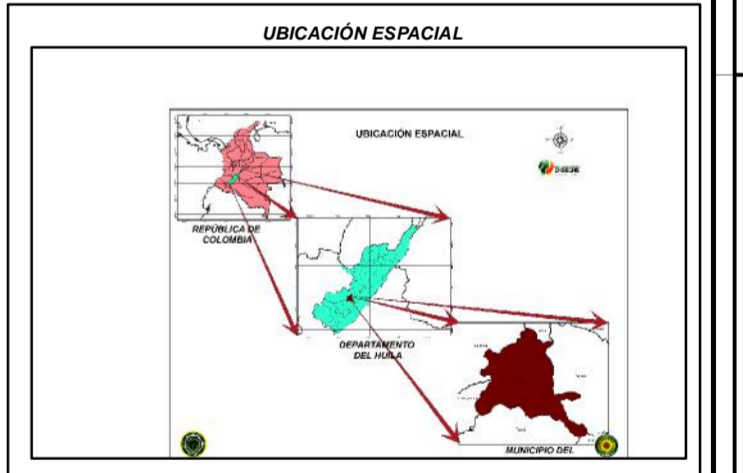 UBICACIÓN ESPACIAL
UBICACIÓN ESPACIAL
REPÚBLICA DE
COLOMBIA
DEPARTAMENTO
DEL HUILA
MUNICIPIO DEL